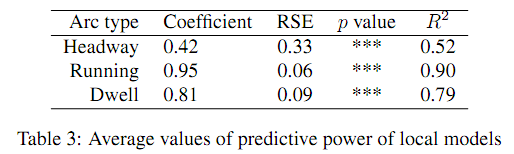 Arc type Coefficient RSE p value R²
Headway 0.42 0.33 *** 0.52
Running 0.95 0.06 *** 0.90
Dwell 0.81 0.09 *** 0.79
Table 3: Average values of predictive power of local models